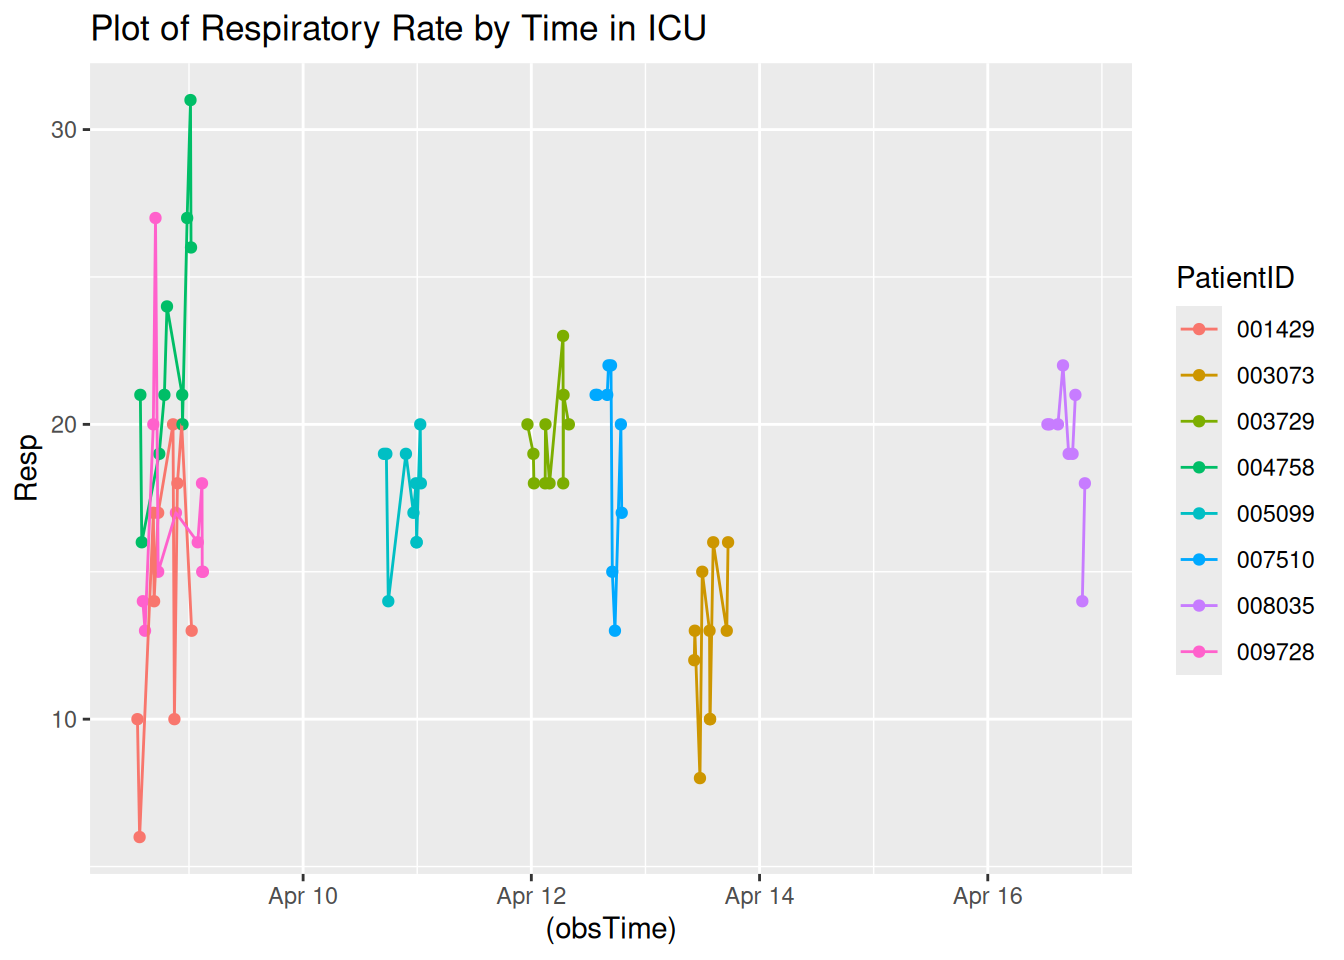 Plot of Respiratory Rate by Time in ICU
Resp
30
20
10
Apr 10
Apr 12
Apr 14
Apr 16
(obsTime)
PatientID
001429
003073
003729
004758
005099
007510
008035
009728